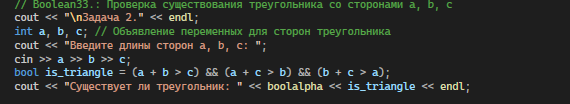 // Boolean33.: Проверка существования треугольника со сторонами a, b, c
cout << "\nЗадача 2." << endl;
int a, b, c; // Объявление переменных для сторон треугольника
cout << "Введите длины сторон a, b, c: ";
cin >> a >> b >> c;
bool is_triangle = (a + b > c) && (a + c > b) && (b + c > a);
cout << "Существует ли треугольник: " << boolalpha << is_triangle << endl;